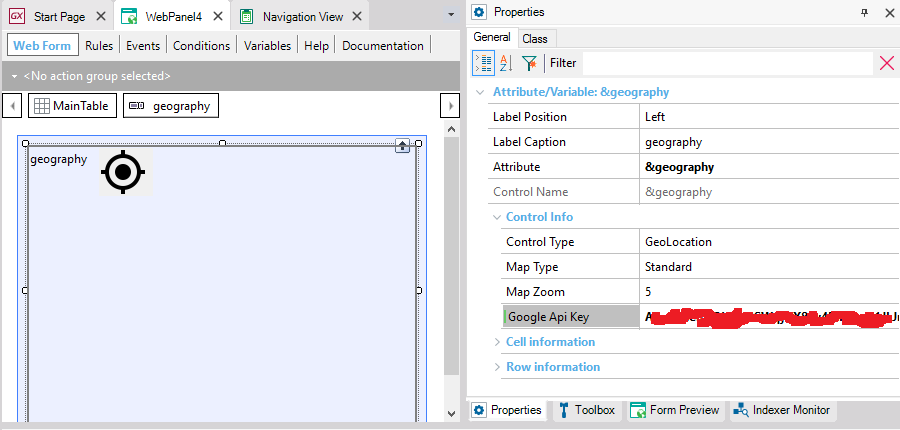 Start Page
WebPanel4
Navigation View
Web Form Rules Events Conditions Variables Help Documentation
<No action group selected>
MainTable
geography
geography
Properties
General Class
Filter
Attribute/Variable: &geography
Label Position Left
Label Caption geography
Attribute &geography
Control Name &geography
Control Info
Control Type GeoLocation
Map Type Standard
Map Zoom 5
Google Api Key
Cell information
Row information
Properties Toolbox Form Preview Indexer Monitor